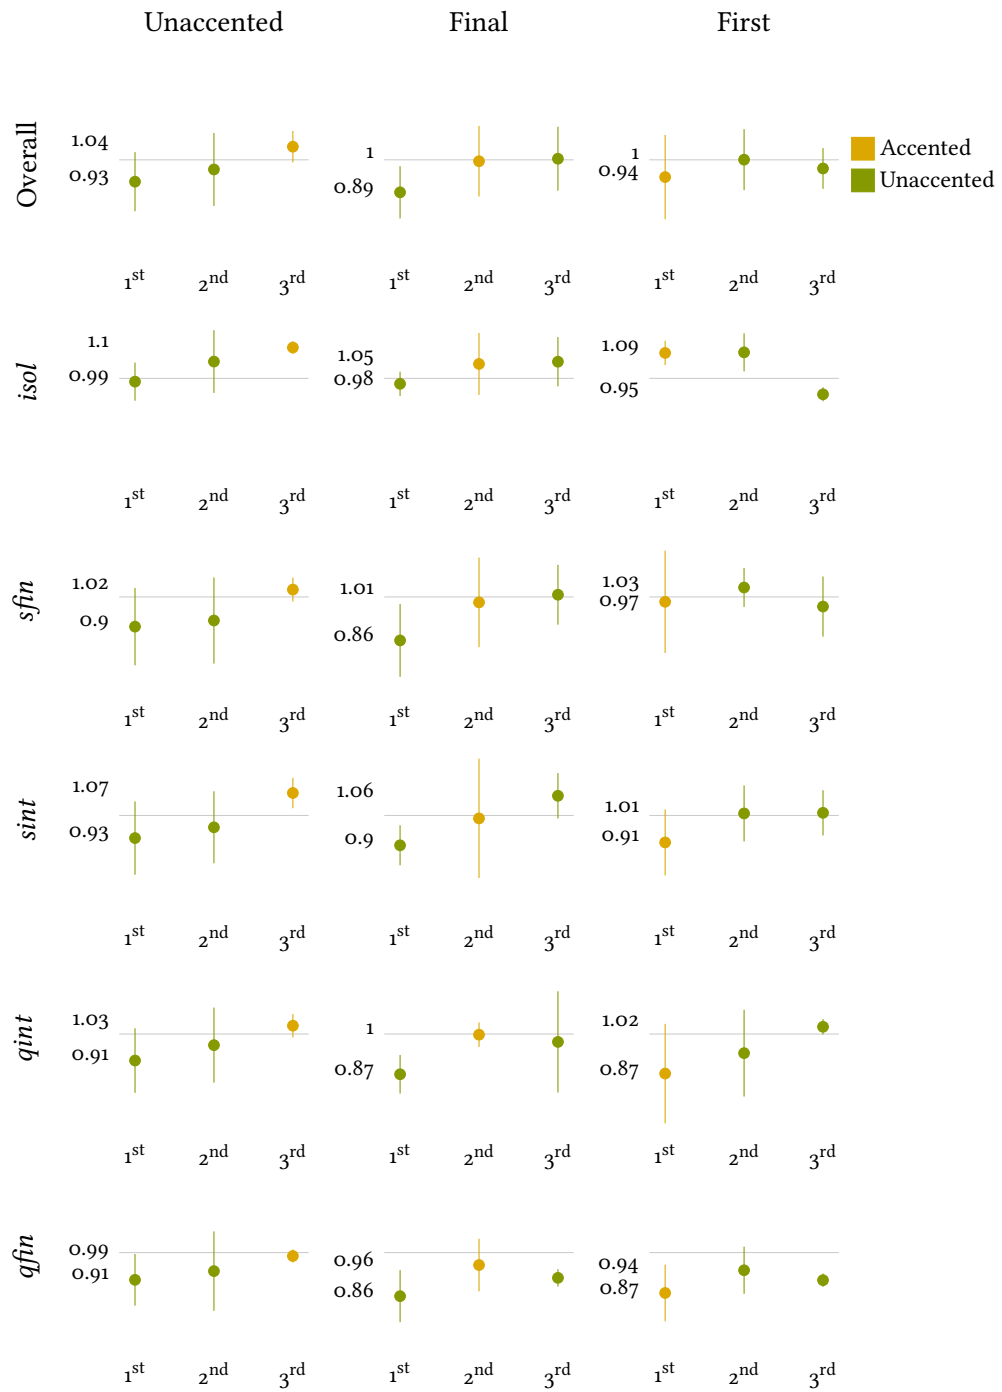 Unaccented Final First
Overall
1.04
0.93
1
0.89
1
0.94
Accented
Unaccented
1st 2nd 3rd 1st 2nd 3rd 1st 2nd 3rd
isol
1.1
0.99
1.05
0.98
1.09
0.95
1st 2nd 3rd 1st 2nd 3rd 1st 2nd 3rd
sfin
1.02
0.9
1.01
0.86
1.03
0.97
1st 2nd 3rd 1st 2nd 3rd 1st 2nd 3rd
sint
1.07
0.93
1.06
0.9
1.01
0.91
1st 2nd 3rd 1st 2nd 3rd 1st 2nd 3rd
qint
1.03
0.91
1
0.87
1.02
0.87
1st 2nd 3rd 1st 2nd 3rd 1st 2nd 3rd
qfin
0.99
0.91
0.96
0.86
0.94
0.87
1st 2nd 3rd 1st 2nd 3rd 1st 2nd 3rd